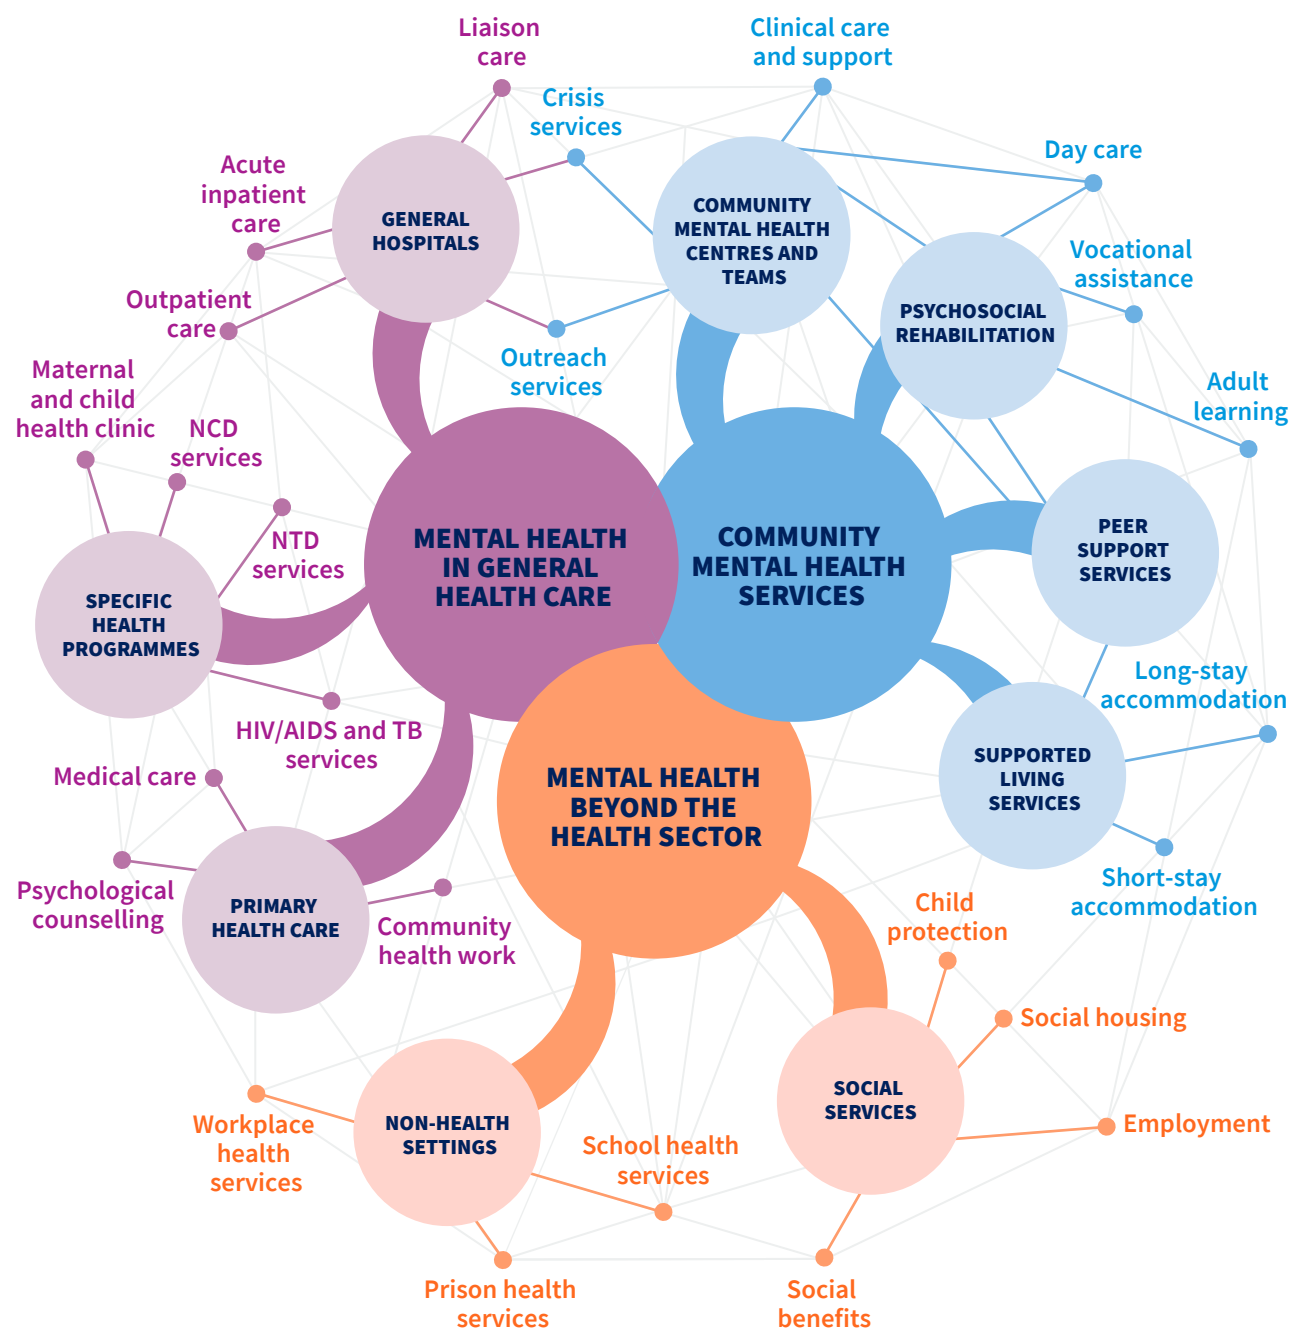 Liaison
care
Clinical care
and support
Crisis
services
Day care
Acute
inpatient
care
GENERAL
HOSPITALS
COMMUNITY
MENTAL HEALTH
CENTRES AND
TEAMS
Vocational
assistance
Outpatient
care
PSYCHOSOCIAL
REHABILITATION
Outreach
services
Maternal
and child
health clinic
NCD
services
Adult
learning
NTD
services
MENTAL HEALTH
IN GENERAL
HEALTH CARE
COMMUNITY
MENTAL HEALTH
SERVICES
PEER
SUPPORT
SERVICES
SPECIFIC
HEALTH
PROGRAMMES
Long-stay
accommodation
HIV/AIDS and TB
services
Medical care
MENTAL HEALTH
BEYOND THE
HEALTH SECTOR
SUPPORTED
LIVING
SERVICES
Psychological
counselling
PRIMARY
HEALTH CARE
Community
health work
Short-stay
accommodation
Child
protection
Social housing
Workplace
health
services
NON-HEALTH
SETTINGS
School health
services
SOCIAL
SERVICES
Employment
Prison health
services
Social
benefits